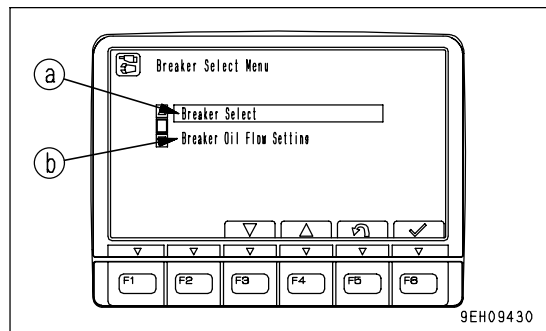 Breaker Select Menu
a
Breaker Select
b
Breaker Oil Flow Setting
F1 F2 F3 F4 F5 F6
9EH09430